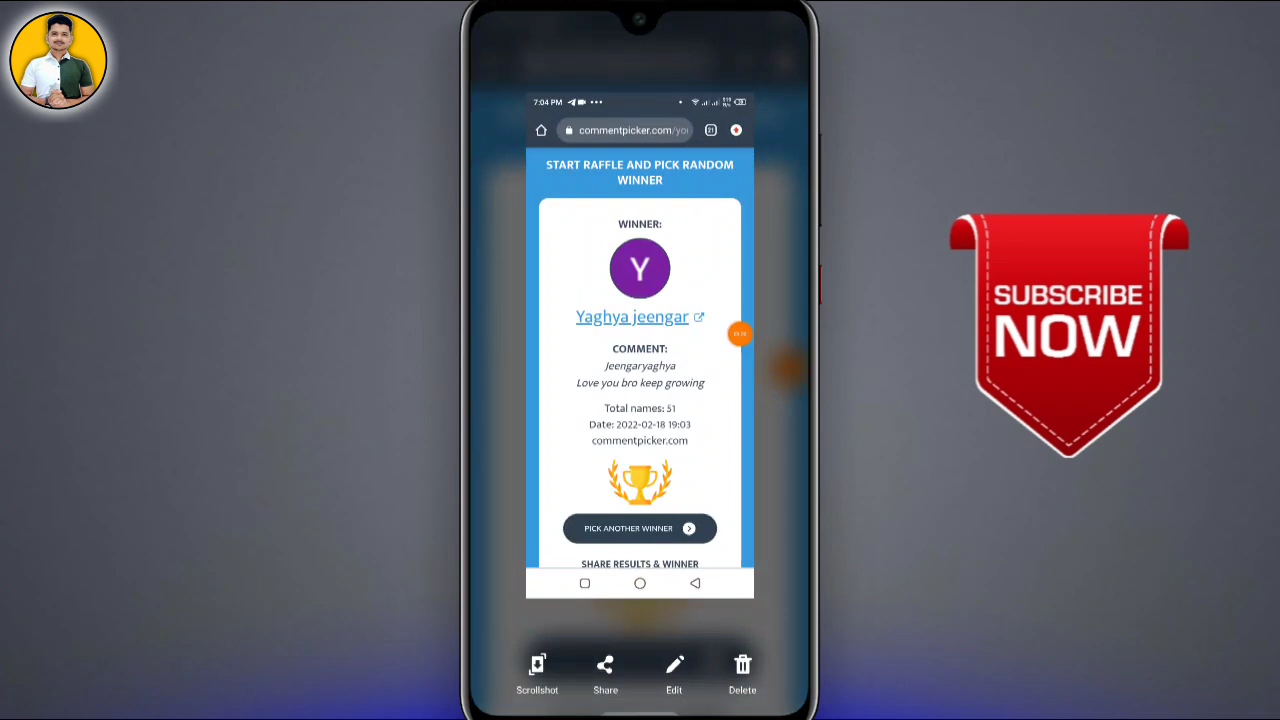 7:04 PM
commentpicker.com/you
21
START RAFFLE AND PICK RANDOM
WINNER
WINNER:
Y
Yaghya jeengar
COMMENT:
Jeengaryaghya
Love you bro keep growing
Total names: 51
Date: 2022-02-18 19:03
commentpicker.com
PICK ANOTHER WINNER
SHARE RESULTS & WINNER
Scrollshot Share Edit Delete
SUBSCRIBE
NOW